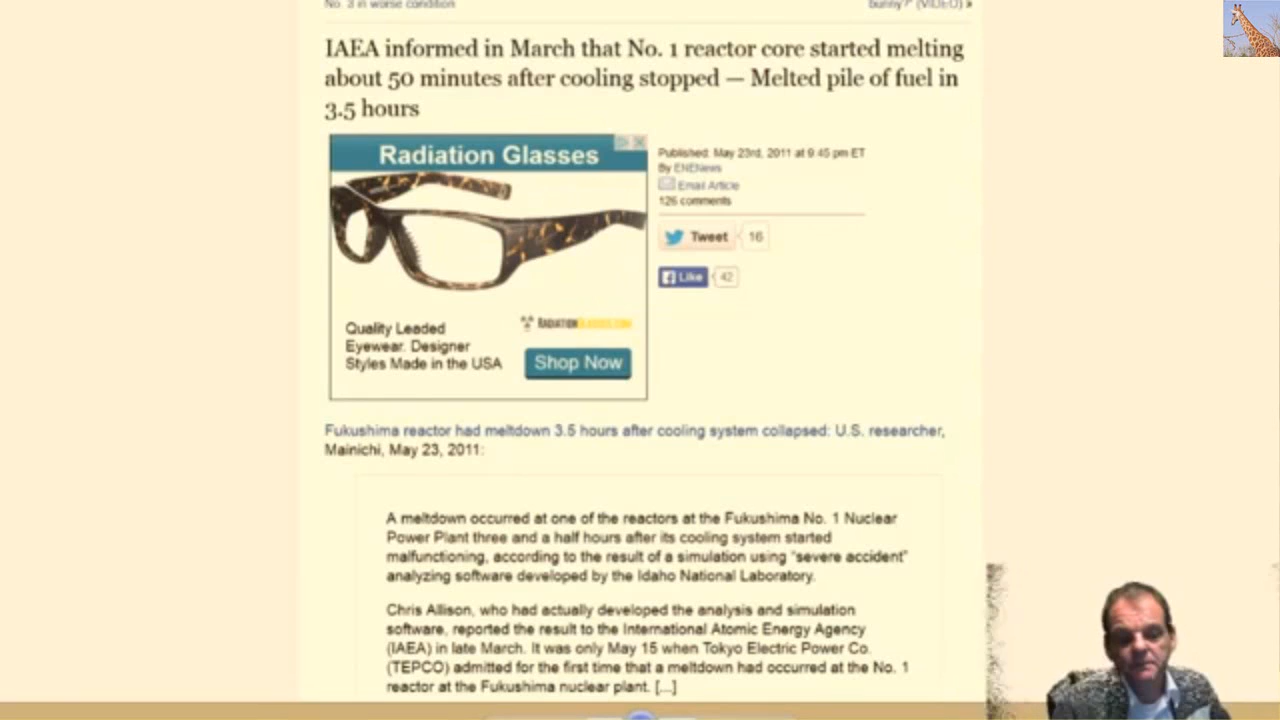 No. 3 in worse condition
bunny?" (VIDEO) »
IAEA informed in March that No. 1 reactor core started melting
about 50 minutes after cooling stopped — Melted pile of fuel in
3.5 hours
Radiation Glasses
Quality Leaded
Eyewear. Designer
Styles Made in the USA
RADIATIONGLASSES.COM
Shop Now
Published: May 23rd, 2011 at 9:45 pm ET
By ENENews
Email Article
126 comments
Tweet 16
Like 42
Fukushima reactor had meltdown 3.5 hours after cooling system collapsed: U.S. researcher,
Mainichi, May 23, 2011:
A meltdown occurred at one of the reactors at the Fukushima No. 1 Nuclear
Power Plant three and a half hours after its cooling system started
malfunctioning, according to the result of a simulation using "severe accident"
analyzing software developed by the Idaho National Laboratory.
Chris Allison, who had actually developed the analysis and simulation
software, reported the result to the International Atomic Energy Agency
(IAEA) in late March. It was only May 15 when Tokyo Electric Power Co.
(TEPCO) admitted for the first time that a meltdown had occurred at the No. 1
reactor at the Fukushima nuclear plant. [...]